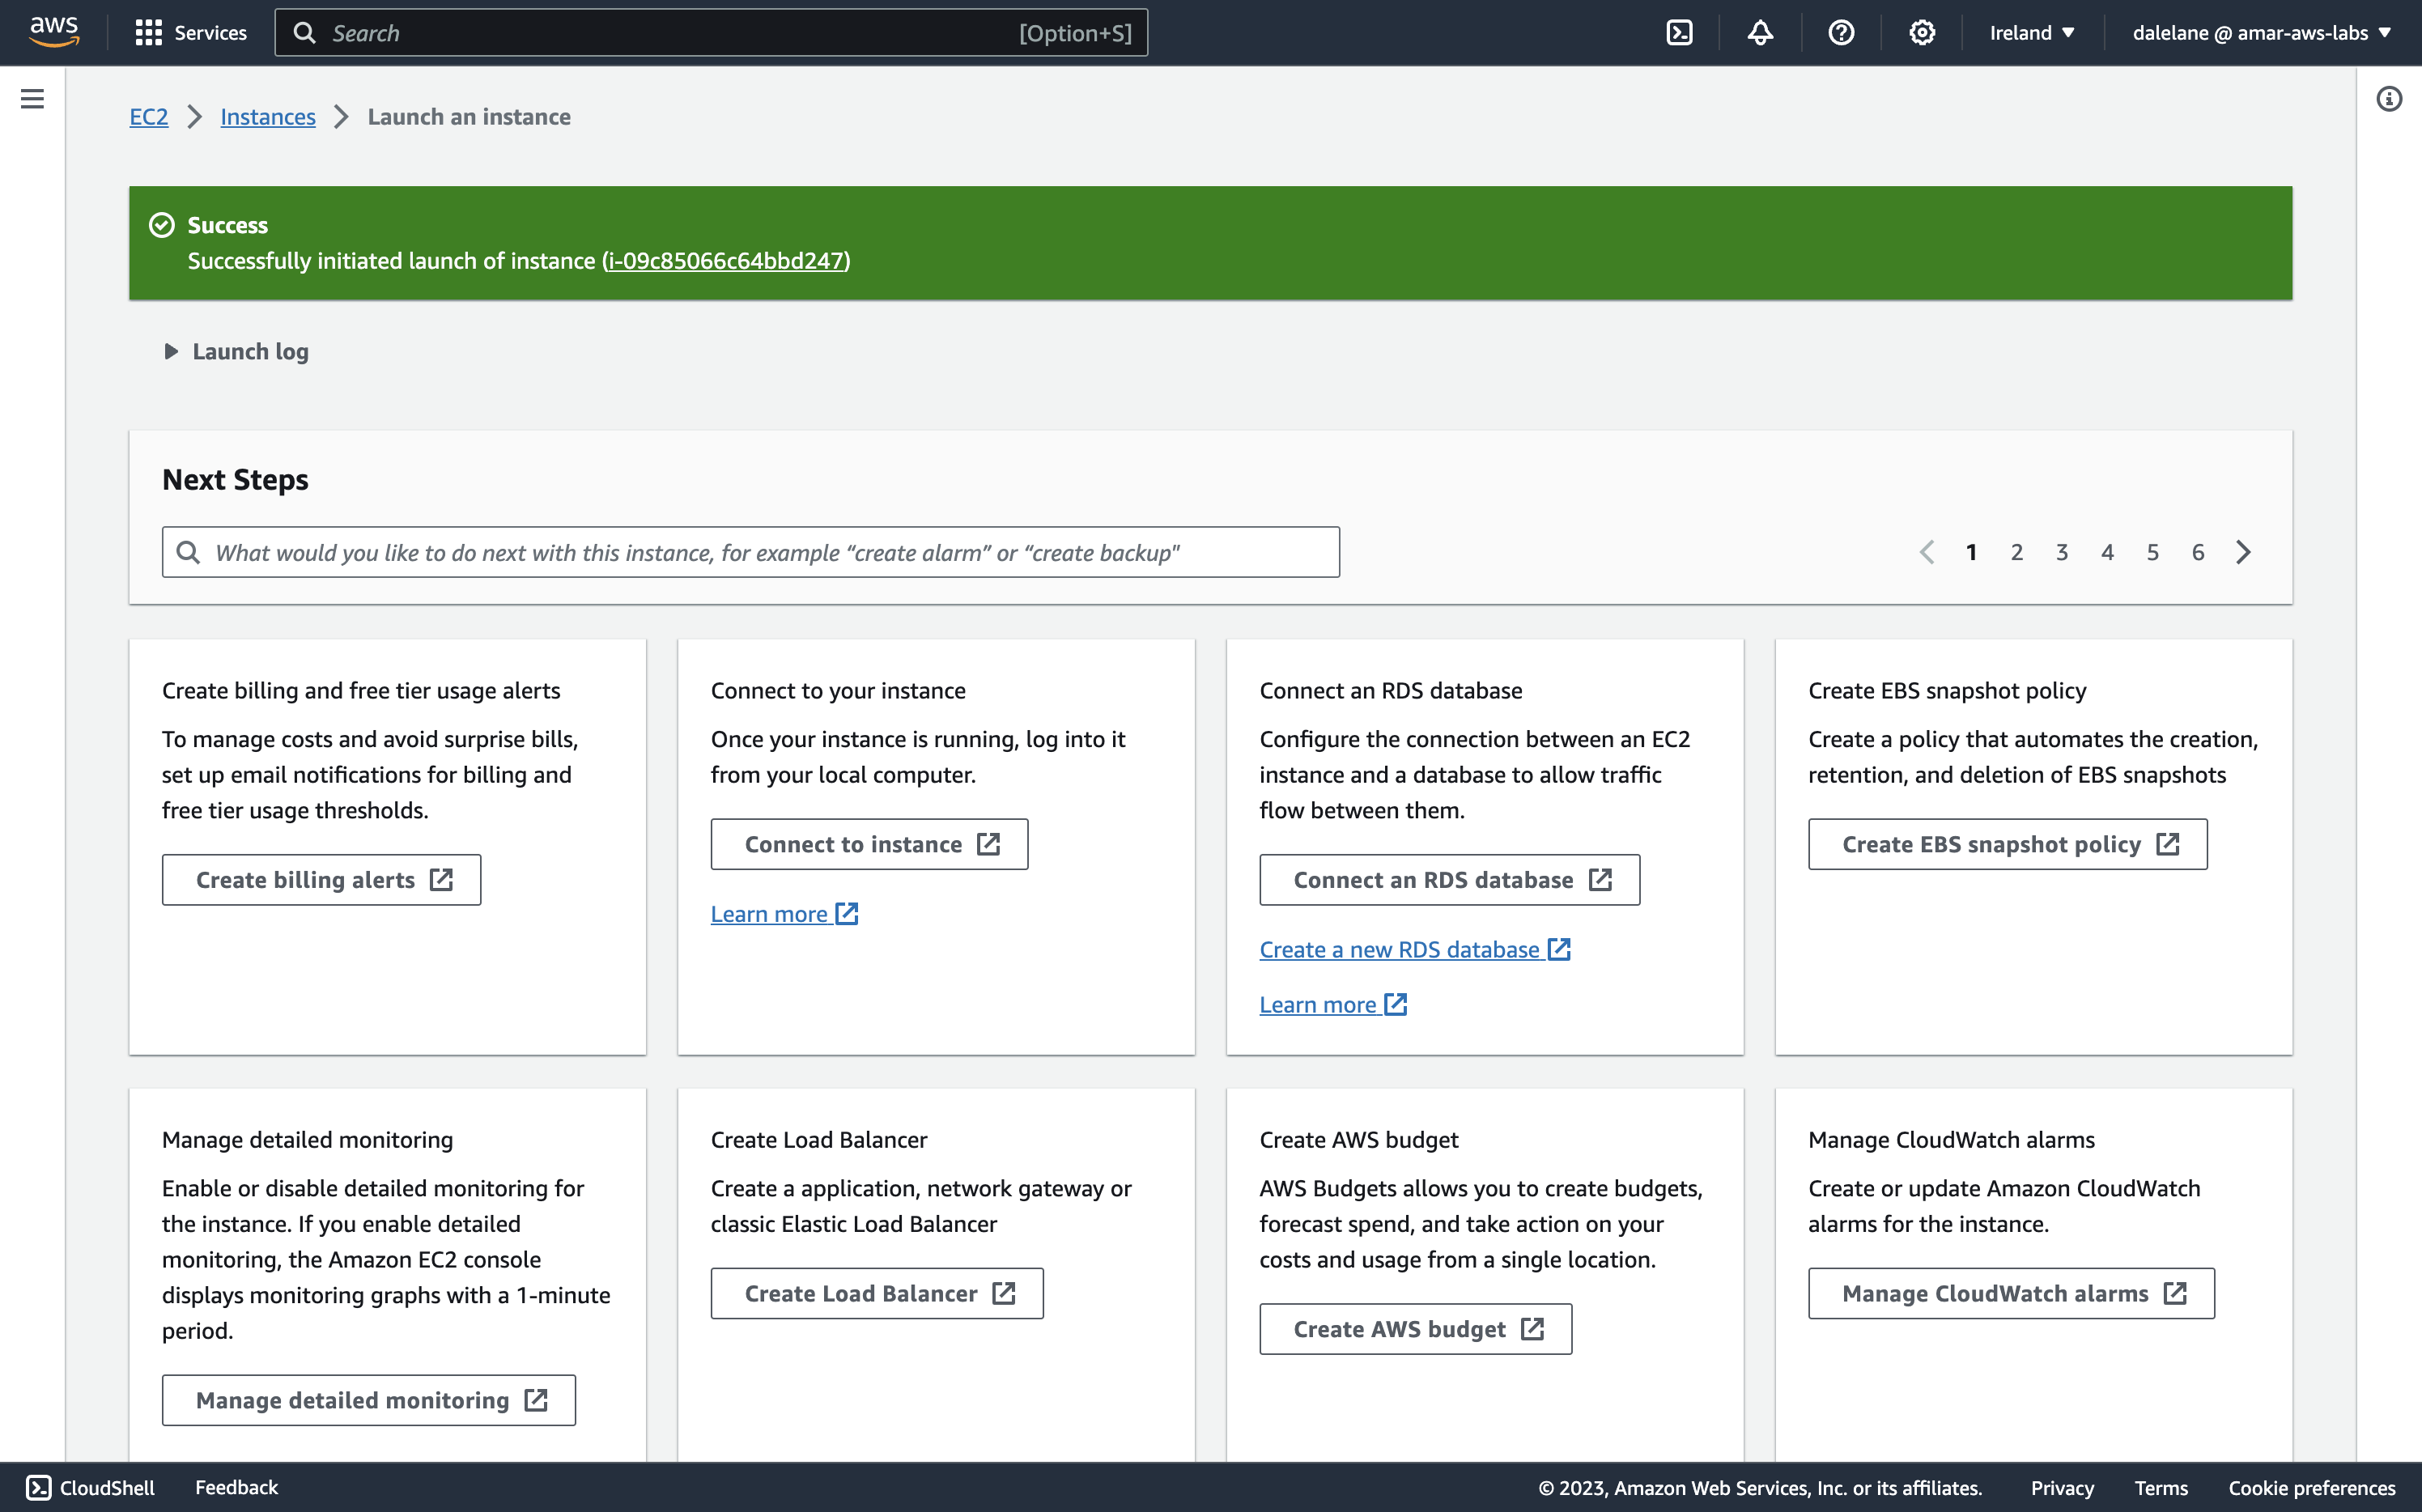 aws
Services
Search
[Option+S]
Ireland
dalelane @ amar-aws-labs
EC2
Instances
Launch an instance
Success
Successfully initiated launch of instance (i-09c85066c64bbd247)
Launch log
Next Steps
What would you like to do next with this instance, for example “create alarm” or “create backup"
1 2 3 4 5 6
Create billing and free tier usage alerts
To manage costs and avoid surprise bills,
set up email notifications for billing and
free tier usage thresholds.
Create billing alerts
Connect to your instance
Once your instance is running, log into it
from your local computer.
Connect to instance
Learn more
Connect an RDS database
Configure the connection between an EC2
instance and a database to allow traffic
flow between them.
Connect an RDS database
Create a new RDS database
Learn more
Create EBS snapshot policy
Create a policy that automates the creation,
retention, and deletion of EBS snapshots
Create EBS snapshot policy
Manage detailed monitoring
Enable or disable detailed monitoring for
the instance. If you enable detailed
monitoring, the Amazon EC2 console
displays monitoring graphs with a 1-minute
period.
Manage detailed monitoring
Create Load Balancer
Create a application, network gateway or
classic Elastic Load Balancer
Create Load Balancer
Create AWS budget
AWS Budgets allows you to create budgets,
forecast spend, and take action on your
costs and usage from a single location.
Create AWS budget
Manage CloudWatch alarms
Create or update Amazon CloudWatch
alarms for the instance.
Manage CloudWatch alarms
CloudShell
Feedback
© 2023, Amazon Web Services, Inc. or its affiliates.
Privacy
Terms
Cookie preferences